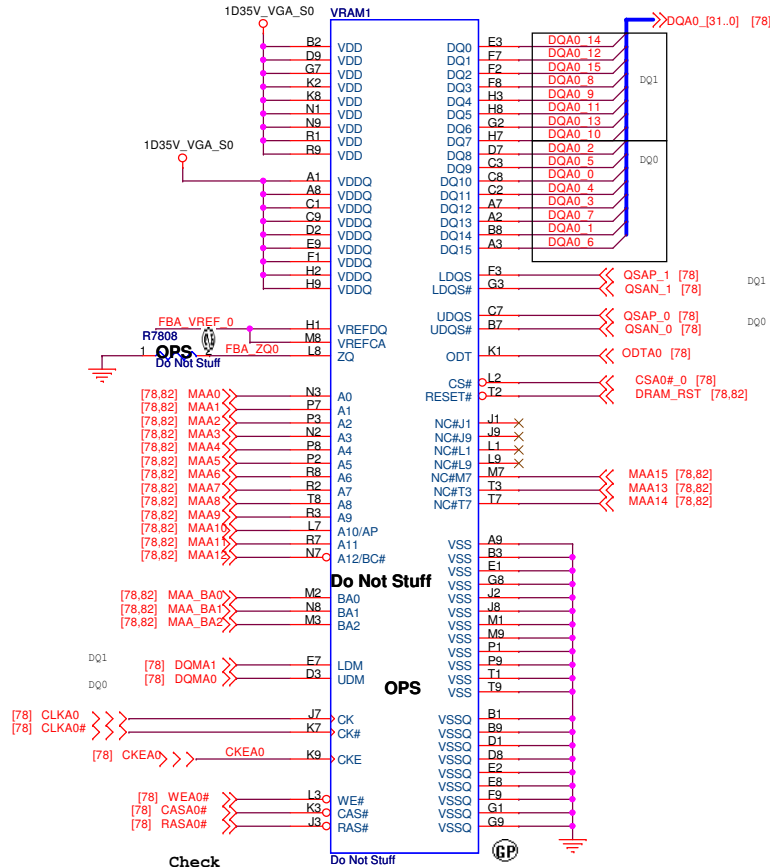 1D35V_VGA_S0 VRAM1 DQA0_[31..0] [78]
B2 VDD DQ0 E3 DQA0_14
D9 VDD DQ1 F7 DQA0_12
G7 VDD DQ2 F2 DQA0_15
K2 VDD DQ3 F8 DQA0_8 DQ1
K8 VDD DQ4 H3 DQA0_9
N1 VDD DQ5 H8 DQA0_11
N9 VDD DQ6 G2 DQA0_13
R1 VDD DQ7 H7 DQA0_10
R9 VDD DQ8 D7 DQA0_2
1D35V_VGA_S0 DQ9 C3 DQA0_5 DQ0
A1 VDDQ DQ10 C8 DQA0_0
A8 VDDQ DQ11 C2 DQA0_4
C1 VDDQ DQ12 A7 DQA0_3
C9 VDDQ DQ13 A2 DQA0_7
D2 VDDQ DQ14 B8 DQA0_1
E9 VDDQ DQ15 A3 DQA0_6
F1 VDDQ
H2 VDDQ LDQS F3 QSAP_1 [78] DQ1
H9 VDDQ LDQS# G3 QSAN_1 [78]
UDQS C7 QSAP_0 [78]
FBA_VREF_0 H1 VREFDQ UDQS# B7 QSAN_0 [78] DQ0
R7808 M8 VREFCA
1 OPS 2 FBA_ZQ0 L8 ZQ ODT K1 ODTA0 [78]
Do Not Stuff
CS# L2 CSA0#_0 [78]
[78,82] MAA0 N3 A0 RESET# T2 DRAM_RST [78,82]
[78,82] MAA1 P7 A1
[78,82] MAA2 P3 A2 NC#J1 J1
[78,82] MAA3 N2 A3 NC#J9 J9
[78,82] MAA4 P8 A4 NC#L1 L1
[78,82] MAA5 P2 A5 NC#L9 L9
[78,82] MAA6 R8 A6 NC#M7 M7 MAA15 [78,82]
[78,82] MAA7 R2 A7 NC#T3 T3 MAA13 [78,82]
[78,82] MAA8 T8 A8 NC#T7 T7 MAA14 [78,82]
[78,82] MAA9 R3 A9
[78,82] MAA10 L7 A10/AP
[78,82] MAA11 R7 A11 VSS A9
[78,82] MAA12 N7 A12/BC# VSS B3
VSS E1
Do Not Stuff VSS G8
[78,82] MAA_BA0 M2 BA0 VSS J2
[78,82] MAA_BA1 N8 BA1 VSS J8
[78,82] MAA_BA2 M3 BA2 VSS M1
VSS M9
VSS P1
DQ1 [78] DQMA1 E7 LDM VSS P9
DQ0 [78] DQMA0 D3 UDM VSS T1
OPS VSS T9
[78] CLKA0 J7 CK VSSQ B1
[78] CLKA0# K7 CK# VSSQ B9
VSSQ D1
[78] CKEA0 CKEA0 K9 CKE VSSQ D8
VSSQ E2
VSSQ E8
[78] WEA0# L3 WE# VSSQ F9
[78] CASA0# K3 CAS# VSSQ G1
[78] RASA0# J3 RAS# VSSQ G9
GP
Check Do Not Stuff